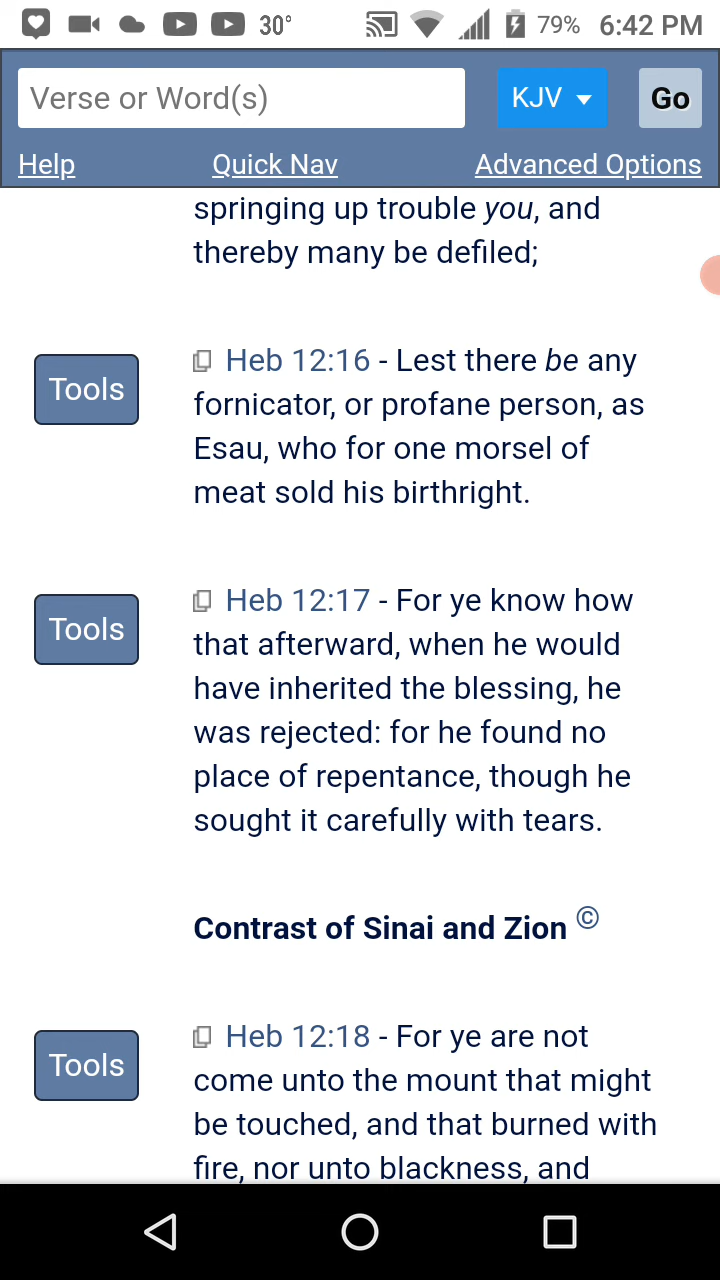 30° 79% 6:42 PM
Verse or Word(s) KJV Go
Help Quick Nav Advanced Options
springing up trouble you, and
thereby many be defiled;
Tools
Heb 12:16 - Lest there be any
fornicator, or profane person, as
Esau, who for one morsel of
meat sold his birthright.
Tools
Heb 12:17 - For ye know how
that afterward, when he would
have inherited the blessing, he
was rejected: for he found no
place of repentance, though he
sought it carefully with tears.
Contrast of Sinai and Zion ©
Tools
Heb 12:18 - For ye are not
come unto the mount that might
be touched, and that burned with
fire, nor unto blackness, and